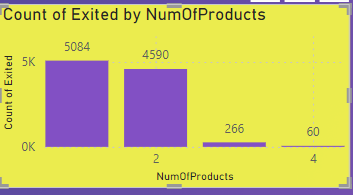 Count of Exited by NumOfProducts
5084
4590
266
60
5K
0K
Count of Exited
2
4
NumOfProducts